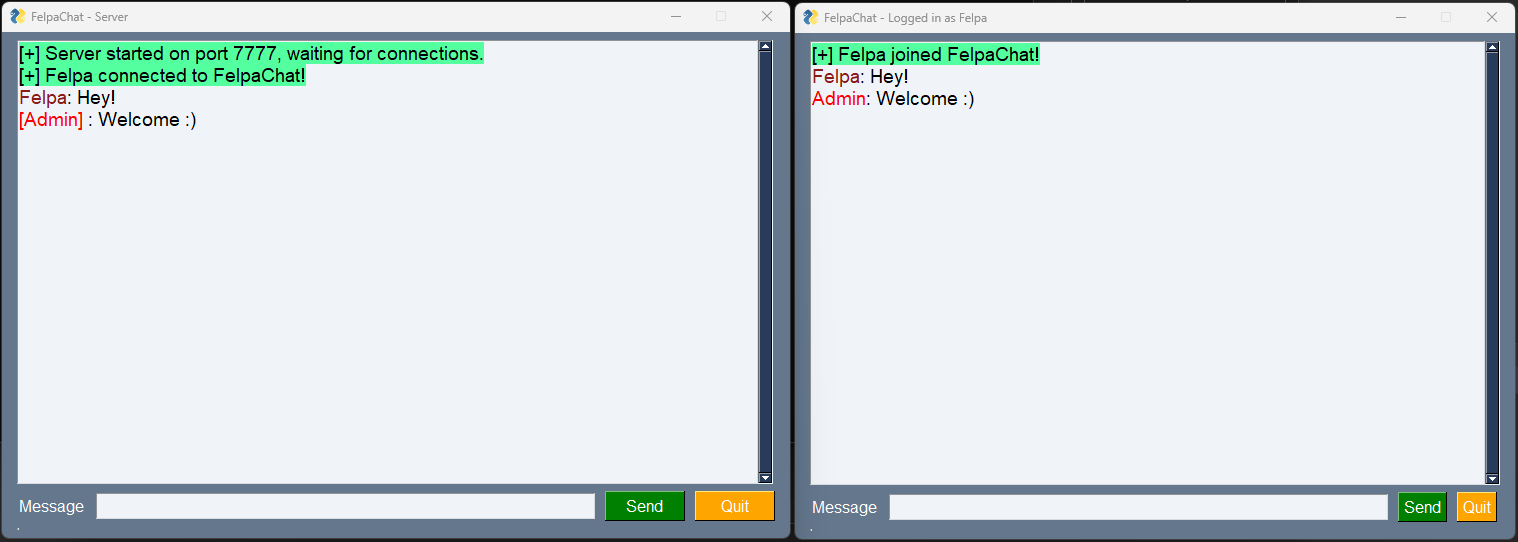 FelpaChat - Server
[+] Server started on port 7777, waiting for connections.
[+] Felpa connected to FelpaChat!
Felpa: Hey!
[Admin] : Welcome :)
Message
Send
Quit
FelpaChat - Logged in as Felpa
[+] Felpa joined FelpaChat!
Felpa: Hey!
Admin: Welcome :)
Message
Send
Quit